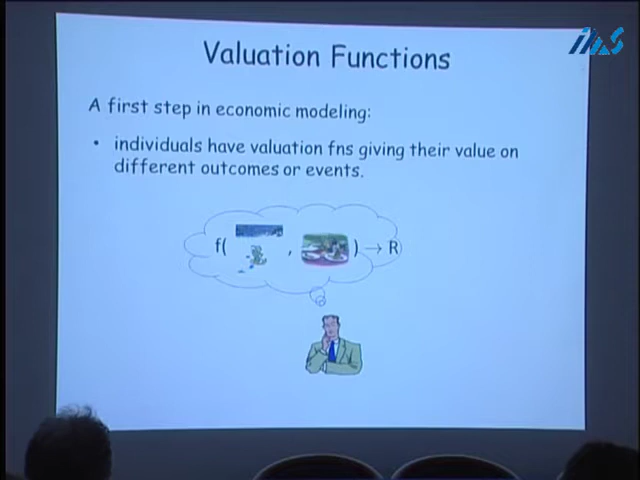 ims
Valuation Functions
A first step in economic modeling:
• individuals have valuation fns giving their value on
different outcomes or events.
f( , ) → R